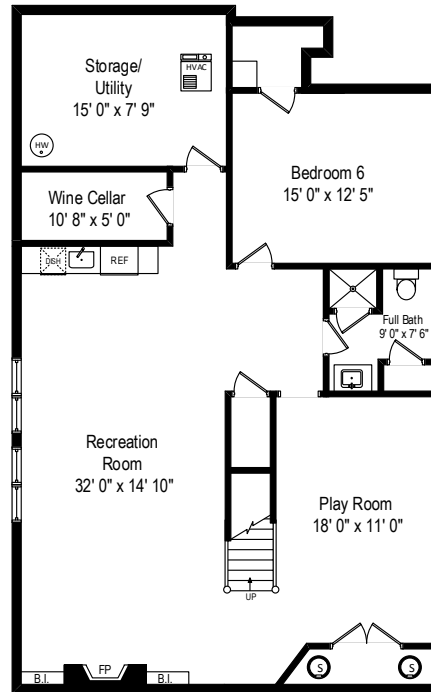 Storage/
Utility
15' 0" x 7' 9"
HVAC
HW
Wine Cellar
10' 8" x 5' 0"
Bedroom 6
15' 0" x 12' 5"
DISH
REF
Full Bath
9' 0" x 7' 6"
Recreation
Room
32' 0" x 14' 10"
Play Room
18' 0" x 11' 0"
UP
B.I.
FP
B.I.
S
S